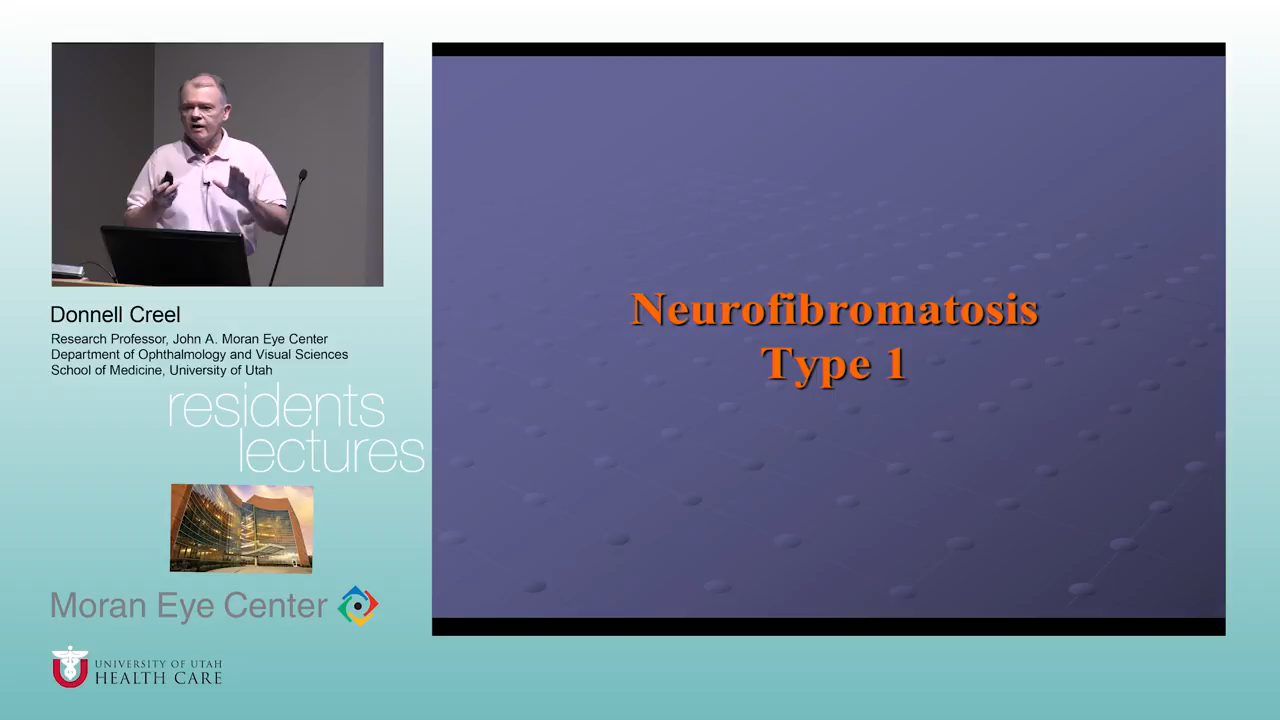 Donnell Creel
Research Professor, John A. Moran Eye Center
Department of Ophthalmology and Visual Sciences
School of Medicine, University of Utah
residents
lectures
Moran Eye Center
UNIVERSITY OF UTAH
HEALTH CARE
Neurofibromatosis
Type 1